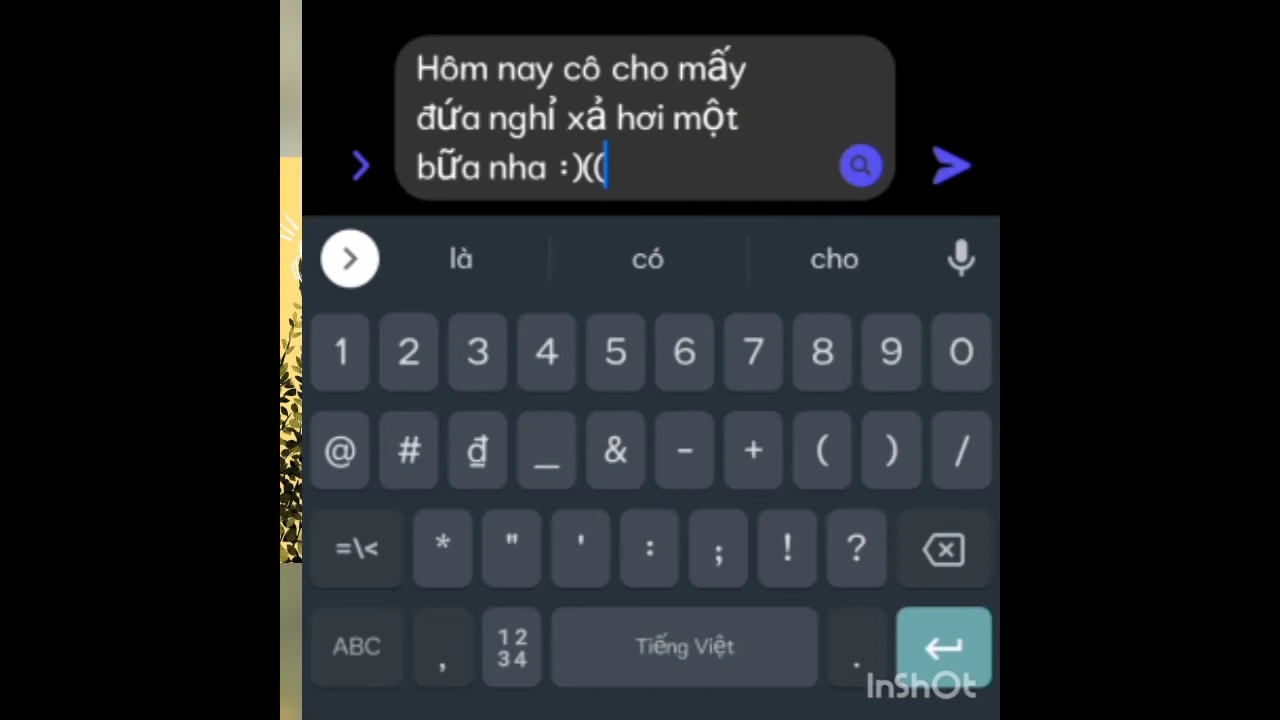 Hôm nay cô cho mấy
đứa nghỉ xả hơi một
bữa nha :)((
là có cho
1 2 3 4 5 6 7 8 9 0
@ # ₫ _ & - + ( ) /
=\< * " ' : ; ! ?
ABC , 12 34 Tiếng Việt .
InShOt